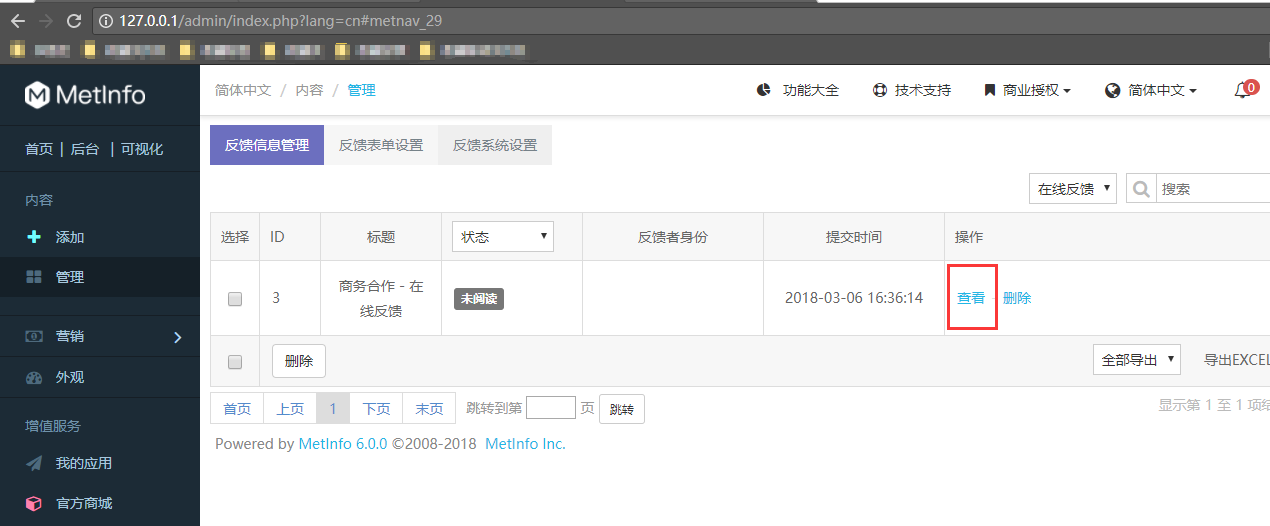 127.0.0.1/admin/index.php?lang=cn#metnav_29
MetInfo
简体中文 / 内容 / 管理
功能大全 技术支持 商业授权 简体中文 0
首页 | 后台 | 可视化
反馈信息管理 反馈表单设置 反馈系统设置
内容
添加
管理
营销
外观
增值服务
我的应用
官方商城
在线反馈 搜索
选择 ID 标题 状态 反馈者身份 提交时间 操作
3 商务合作 - 在 未阅读 2018-03-06 16:36:14 查看 删除
线反馈
删除 全部导出 导出EXCEL
首页 上页 1 下页 末页 跳转到第 页 跳转 显示第 1 至 1 项结
Powered by MetInfo 6.0.0 ©2008-2018 MetInfo Inc.